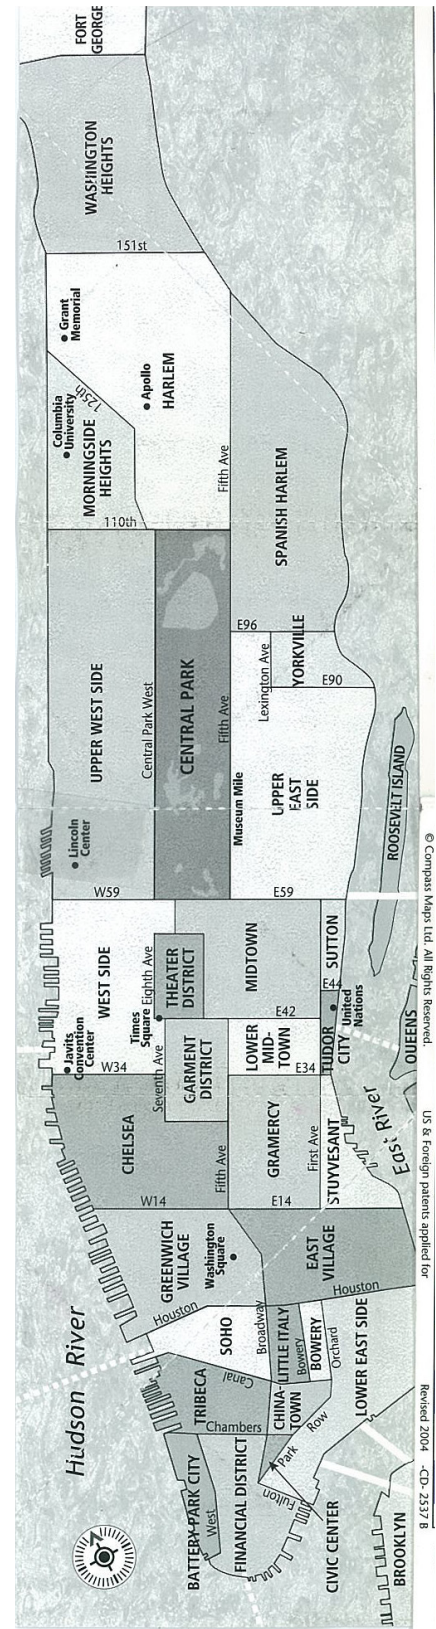 FORT
GEORGE
WASHINGTON
HEIGHTS
151st
Grant
Memorial
125th
Apollo
HARLEM
Columbia
University
MORNINGSIDE
HEIGHTS
110th
Fifth Ave
SPANISH HARLEM
E96
YORKVILLE
Lexington Ave
E90
UPPER WEST SIDE
Central Park West
CENTRAL PARK
Fifth Ave
Museum Mile
UPPER
EAST
SIDE
ROOSEVELT ISLAND
Lincoln
Center
W59
E59
WEST SIDE
Eighth Ave
THEATER
DISTRICT
MIDTOWN
SUTTON
E44
United
Nations
TUDOR
CITY
QUEENS
Times
Square
E42
Javits
Convention
Center
W34
Seventh Ave
GARMENT
DISTRICT
LOWER
MID-
TOWN
E34
East River
CHELSEA
Fifth Ave
GRAMERCY
First Ave
STUYVESANT
W14
E14
GREENWICH
VILLAGE
Washington
Square
EAST
VILLAGE
Houston
Houston
SOHO
Broadway
LITTLE ITALY
Bowery
BOWERY
Orchard
LOWER EAST SIDE
Hudson River
TRIBECA
Canal
CHINA-
TOWN
Chambers
Row
Park
BATTERY PARK CITY
West
FINANCIAL DISTRICT
Fulton
CIVIC CENTER
BROOKLYN
© Compass Maps Ltd. All Rights Reserved.
US & Foreign patents applied for
Revised 2004 -CD- 2537 B